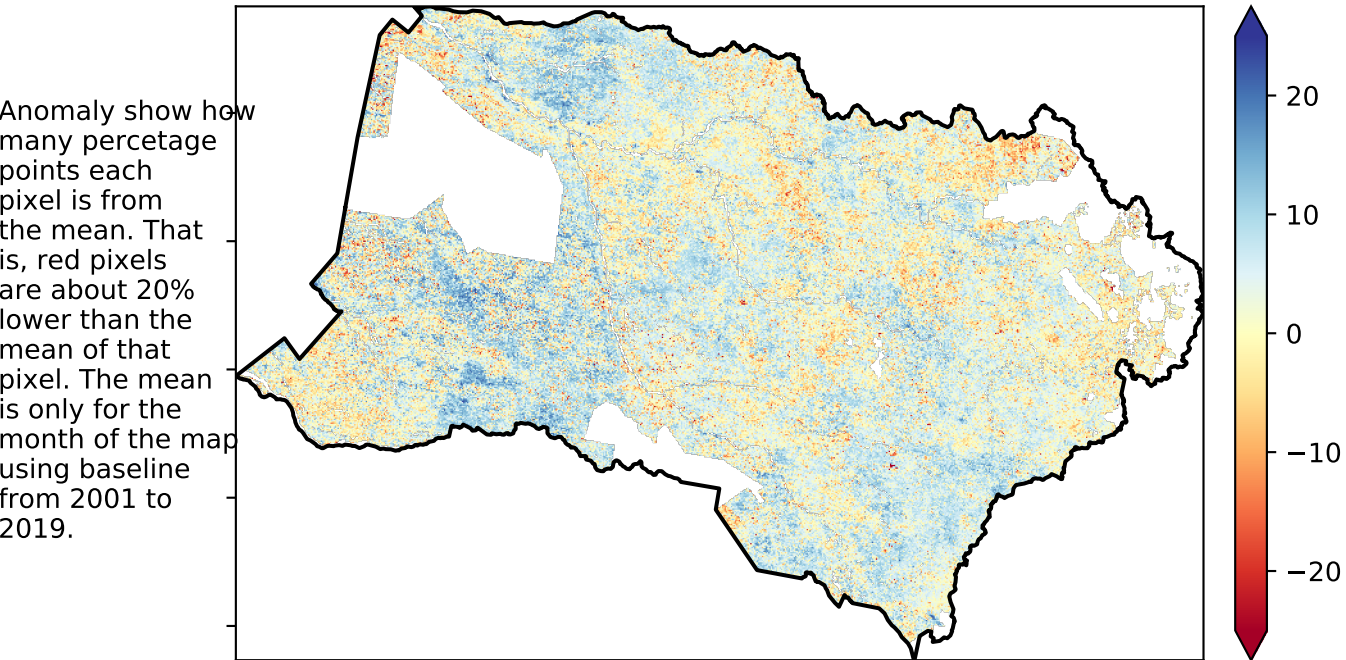 Anomaly show how
many percetage
points each
pixel is from
the mean. That
is, red pixels
are about 20%
lower than the
mean of that
pixel. The mean
is only for the
month of the map
using baseline
from 2001 to
2019.
20
10
0
−10
−20